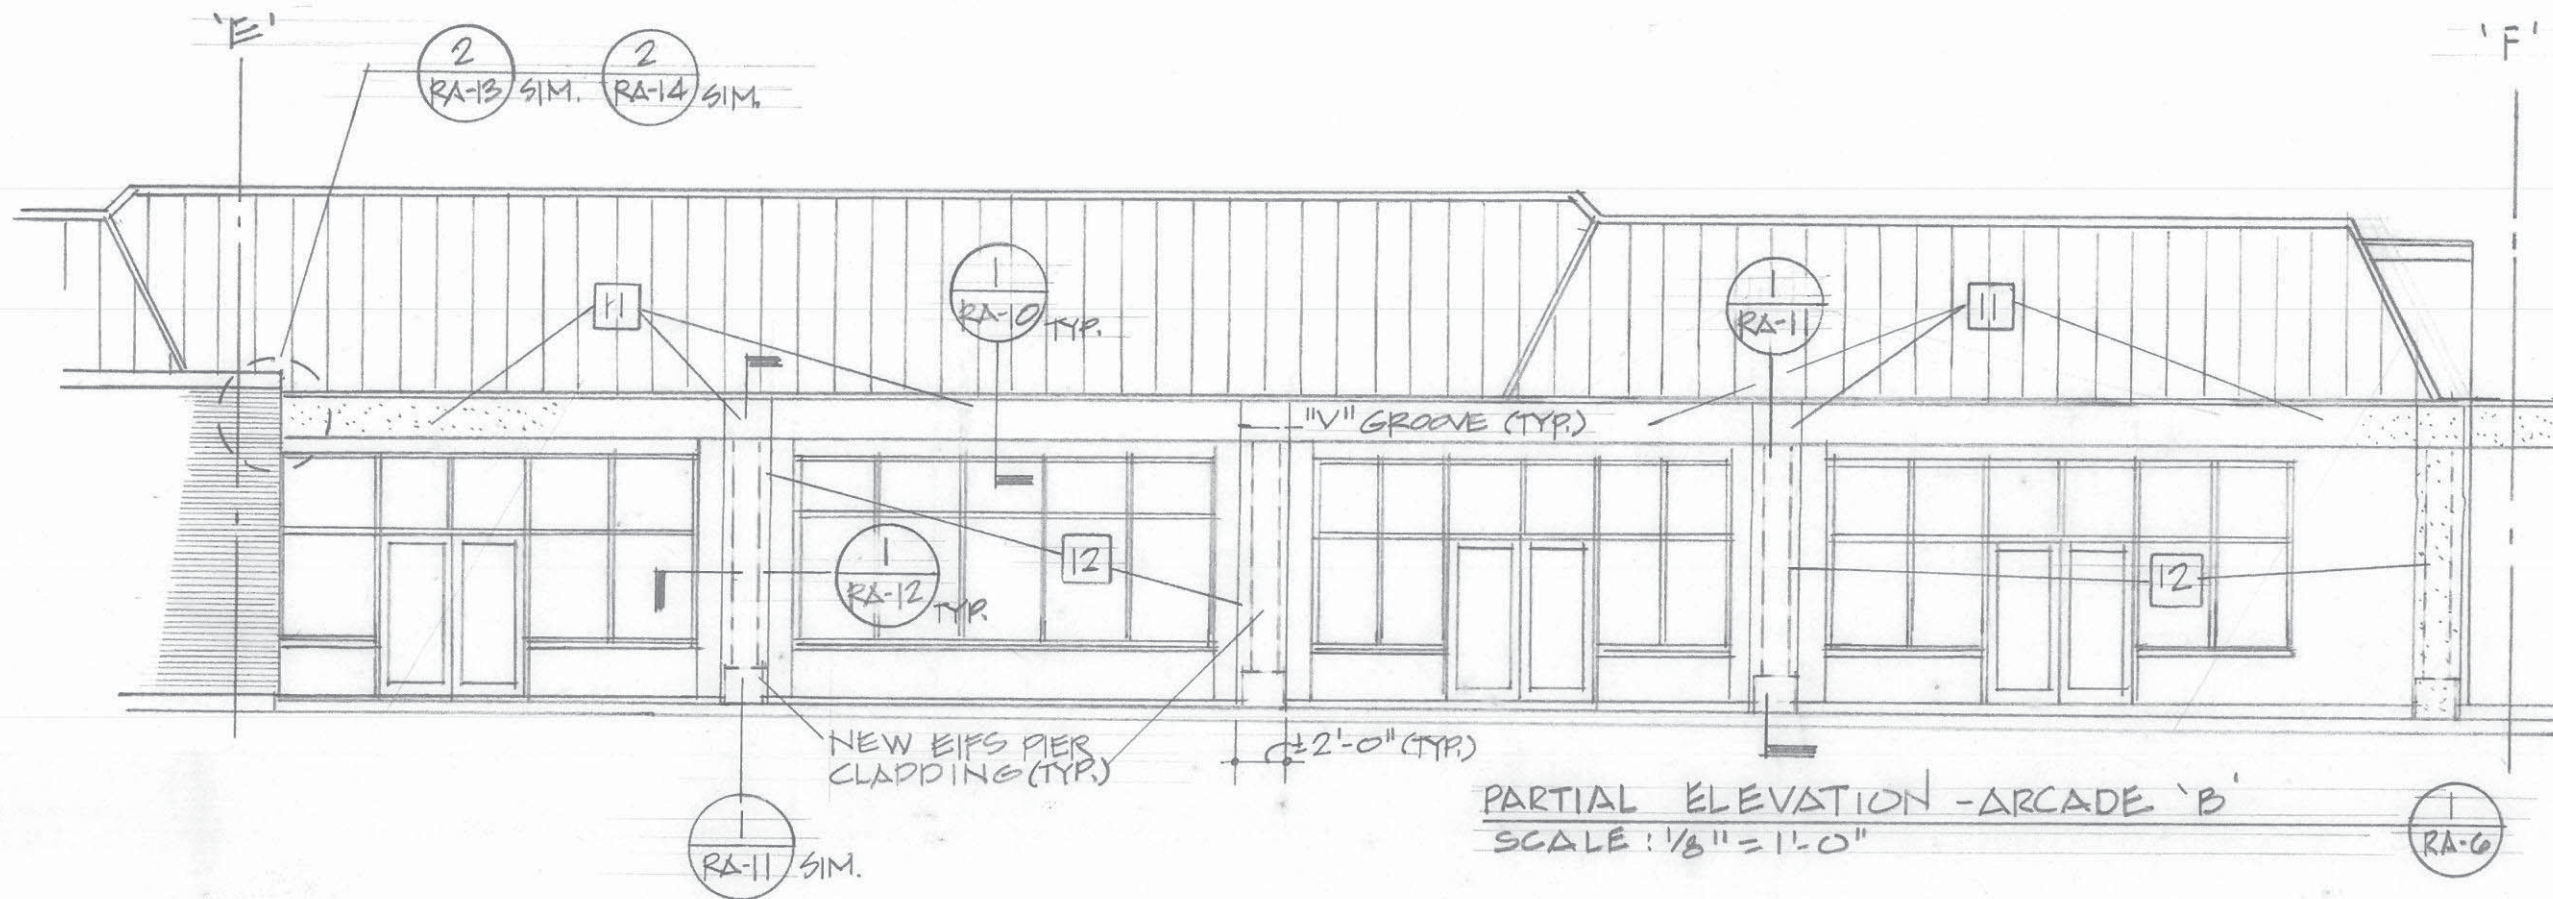 'E'
'F'
2
RA-13 SIM.
2
RA-14 SIM.
11
1
RA-10 TYP.
1
RA-11
11
"V" GROOVE (TYP.)
1
RA-12 TYP.
12
12
NEW EIFS PIER
CLADDING (TYP.)
±2'-0" (TYP.)
1
RA-11 SIM.
PARTIAL ELEVATION - ARCADE 'B'
SCALE: 1/8" = 1'-0"
1
RA-6